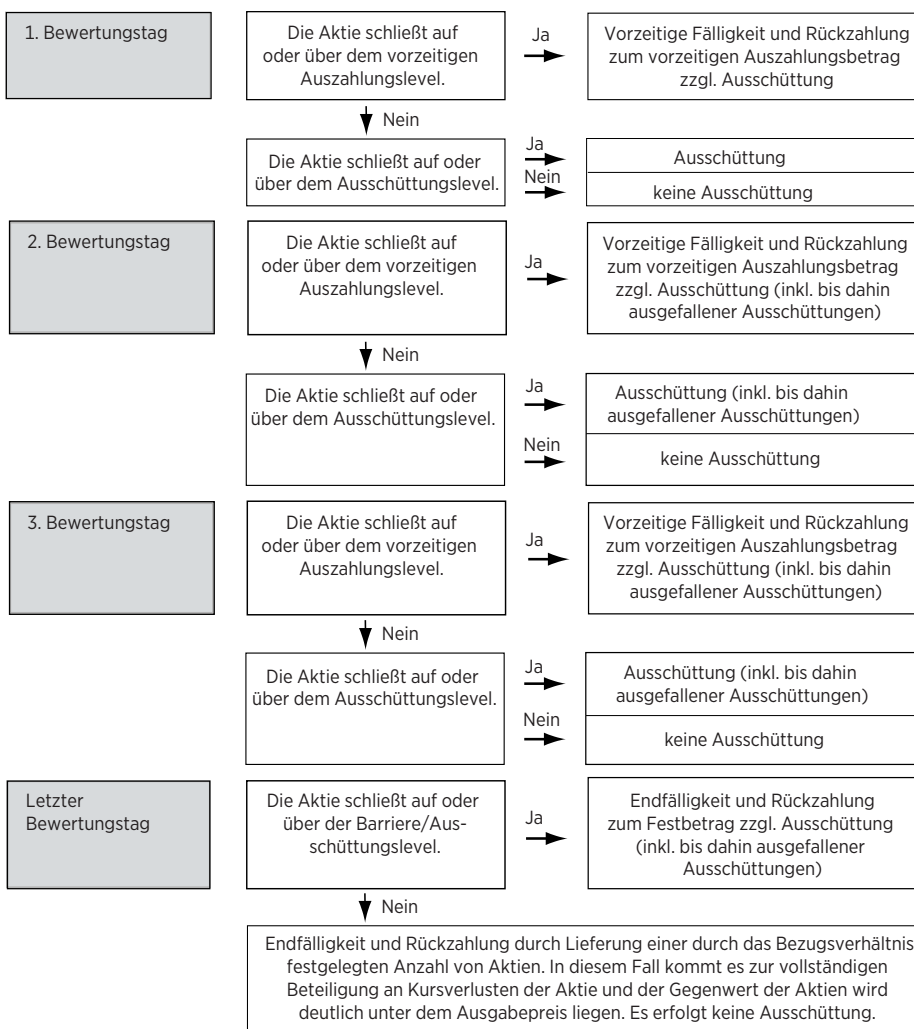 1. Bewertungstag
Die Aktie schließt auf
oder über dem vorzeitigen
Auszahlungslevel.
Ja
Vorzeitige Fälligkeit und Rückzahlung
zum vorzeitigen Auszahlungsbetrag
zzgl. Ausschüttung
Nein
Die Aktie schließt auf oder
über dem Ausschüttungslevel.
Ja
Ausschüttung
Nein
keine Ausschüttung
2. Bewertungstag
Die Aktie schließt auf
oder über dem vorzeitigen
Auszahlungslevel.
Ja
Vorzeitige Fälligkeit und Rückzahlung
zum vorzeitigen Auszahlungsbetrag
zzgl. Ausschüttung (inkl. bis dahin
ausgefallener Ausschüttungen)
Nein
Die Aktie schließt auf oder
über dem Ausschüttungslevel.
Ja
Ausschüttung (inkl. bis dahin
ausgefallener Ausschüttungen)
Nein
keine Ausschüttung
3. Bewertungstag
Die Aktie schließt auf
oder über dem vorzeitigen
Auszahlungslevel.
Ja
Vorzeitige Fälligkeit und Rückzahlung
zum vorzeitigen Auszahlungsbetrag
zzgl. Ausschüttung (inkl. bis dahin
ausgefallener Ausschüttungen)
Nein
Die Aktie schließt auf oder
über dem Ausschüttungslevel.
Ja
Ausschüttung (inkl. bis dahin
ausgefallener Ausschüttungen)
Nein
keine Ausschüttung
Letzter
Bewertungstag
Die Aktie schließt auf oder
über der Barriere/Aus-
schüttungslevel.
Ja
Endfälligkeit und Rückzahlung
zum Festbetrag zzgl. Ausschüttung
(inkl. bis dahin ausgefallener
Ausschüttungen)
Nein
Endfälligkeit und Rückzahlung durch Lieferung einer durch das Bezugsverhältnis
festgelegten Anzahl von Aktien. In diesem Fall kommt es zur vollständigen
Beteiligung an Kursverlusten der Aktie und der Gegenwert der Aktien wird
deutlich unter dem Ausgabepreis liegen. Es erfolgt keine Ausschüttung.